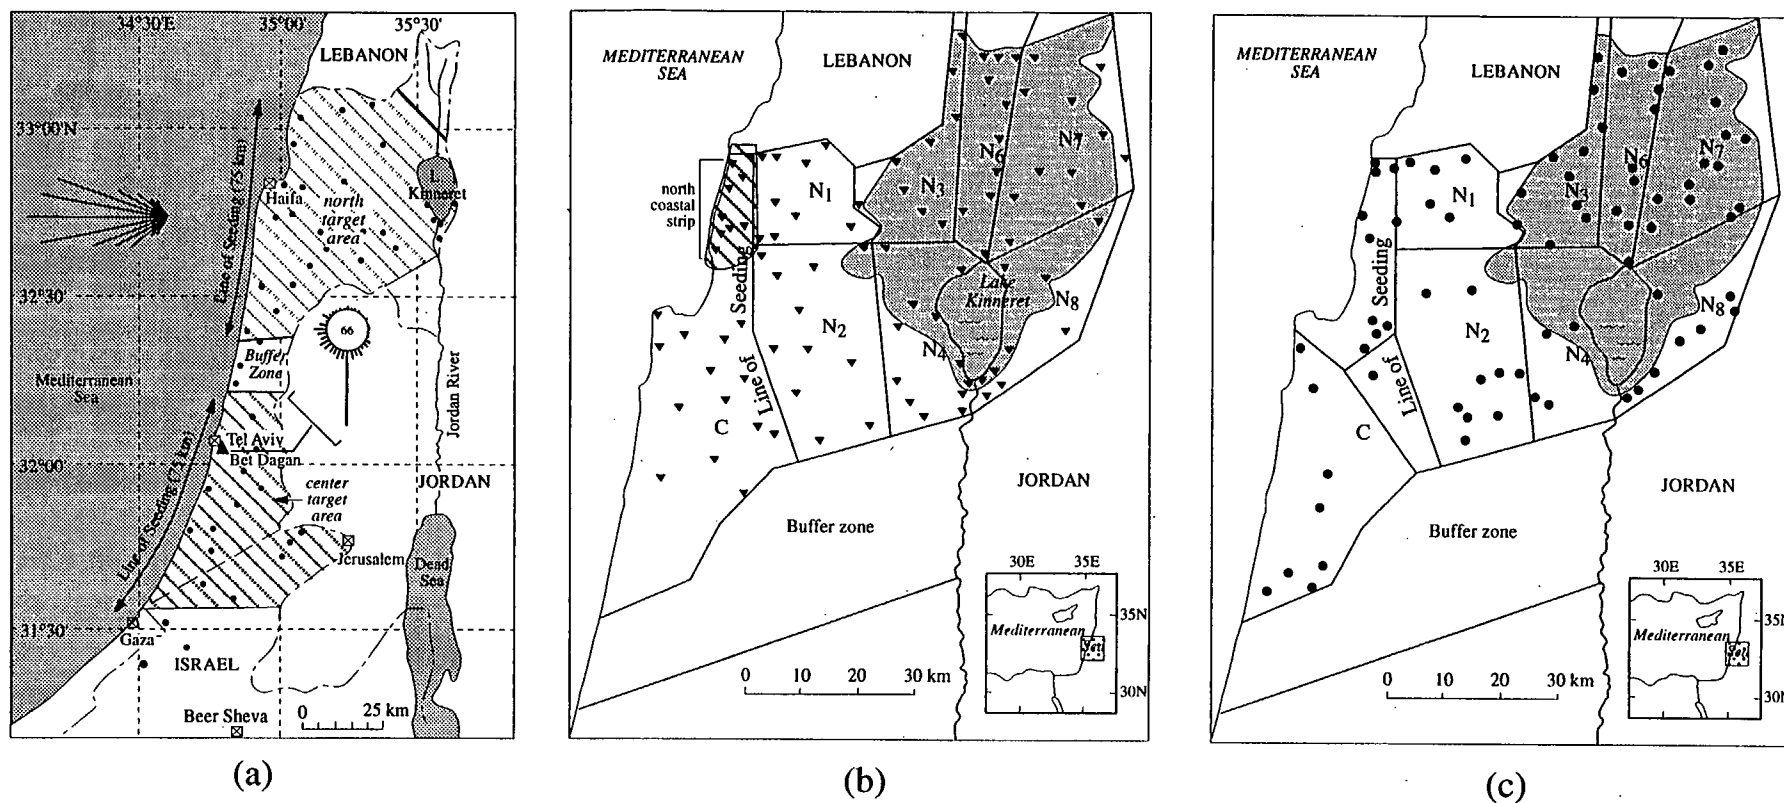 34°30'E
35°00'
35°30'
LEBANON
33°00'N
Line of Seeding (75 km)
Haifa
north
target
area
L.
Kinneret
32°30'
66
Buffer
Zone
Mediterranean
Sea
Jordan River
Tel Aviv
Bet Dagan
32°00'
center
target
area
JORDAN
Line of Seeding (75 km)
Jerusalem
Dead
Sea
31°30'
Gaza
ISRAEL
Beer Sheva
0 25 km
(a)
MEDITERRANEAN
SEA
LEBANON
N6
N7
north
coastal
strip
N1
N3
Line of Seeding
Lake
Kinneret
N8
N2
N4
C
JORDAN
Buffer zone
30E 35E
35N
Mediterranean
30N
0 10 20 30 km
(b)
MEDITERRANEAN
SEA
LEBANON
N6
N7
N1
N3
Line of Seeding
N8
N2
N4
C
JORDAN
Buffer zone
30E 35E
35N
Mediterranean
30N
0 10 20 30 km
(c)